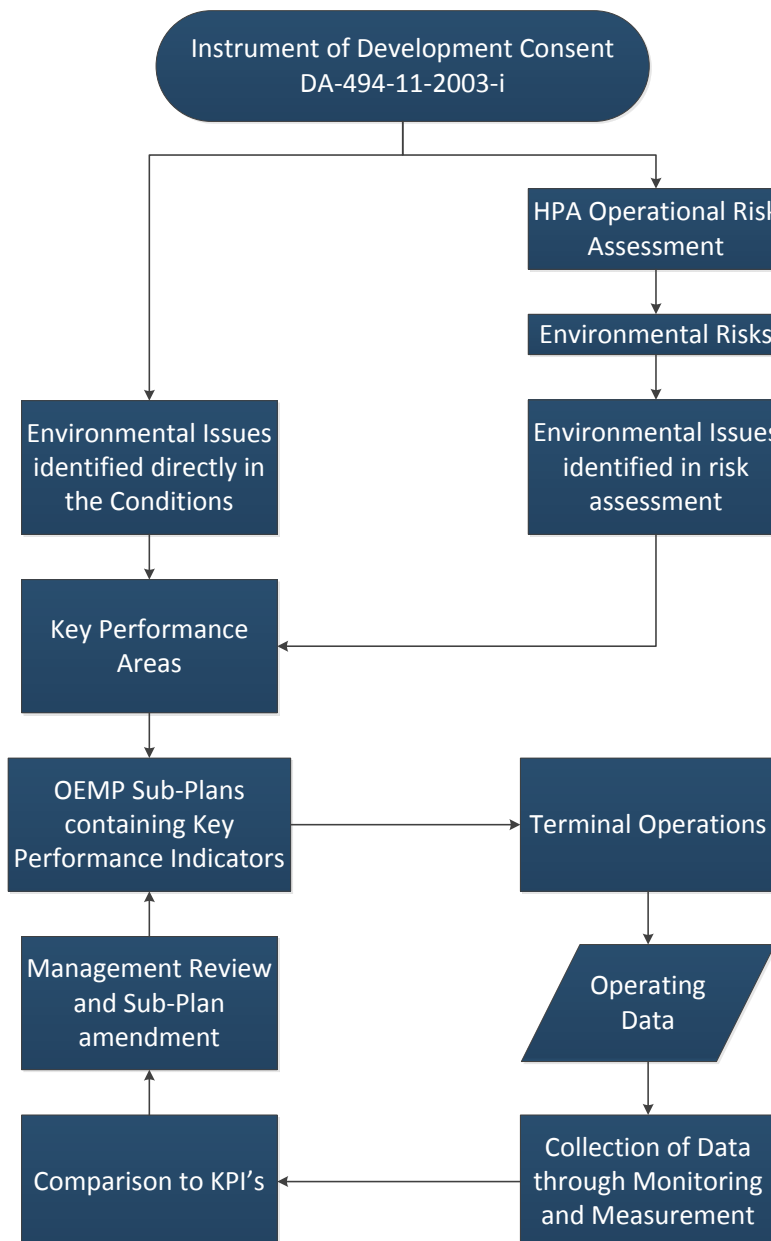 Instrument of Development Consent
DA-494-11-2003-i
HPA Operational Risk
Assessment
Environmental Risks
Environmental Issues
identified directly in
the Conditions
Environmental Issues
identified in risk
assessment
Key Performance
Areas
OEMP Sub-Plans
containing Key
Performance Indicators
Terminal Operations
Management Review
and Sub-Plan
amendment
Operating
Data
Comparison to KPI's
Collection of Data
through Monitoring
and Measurement